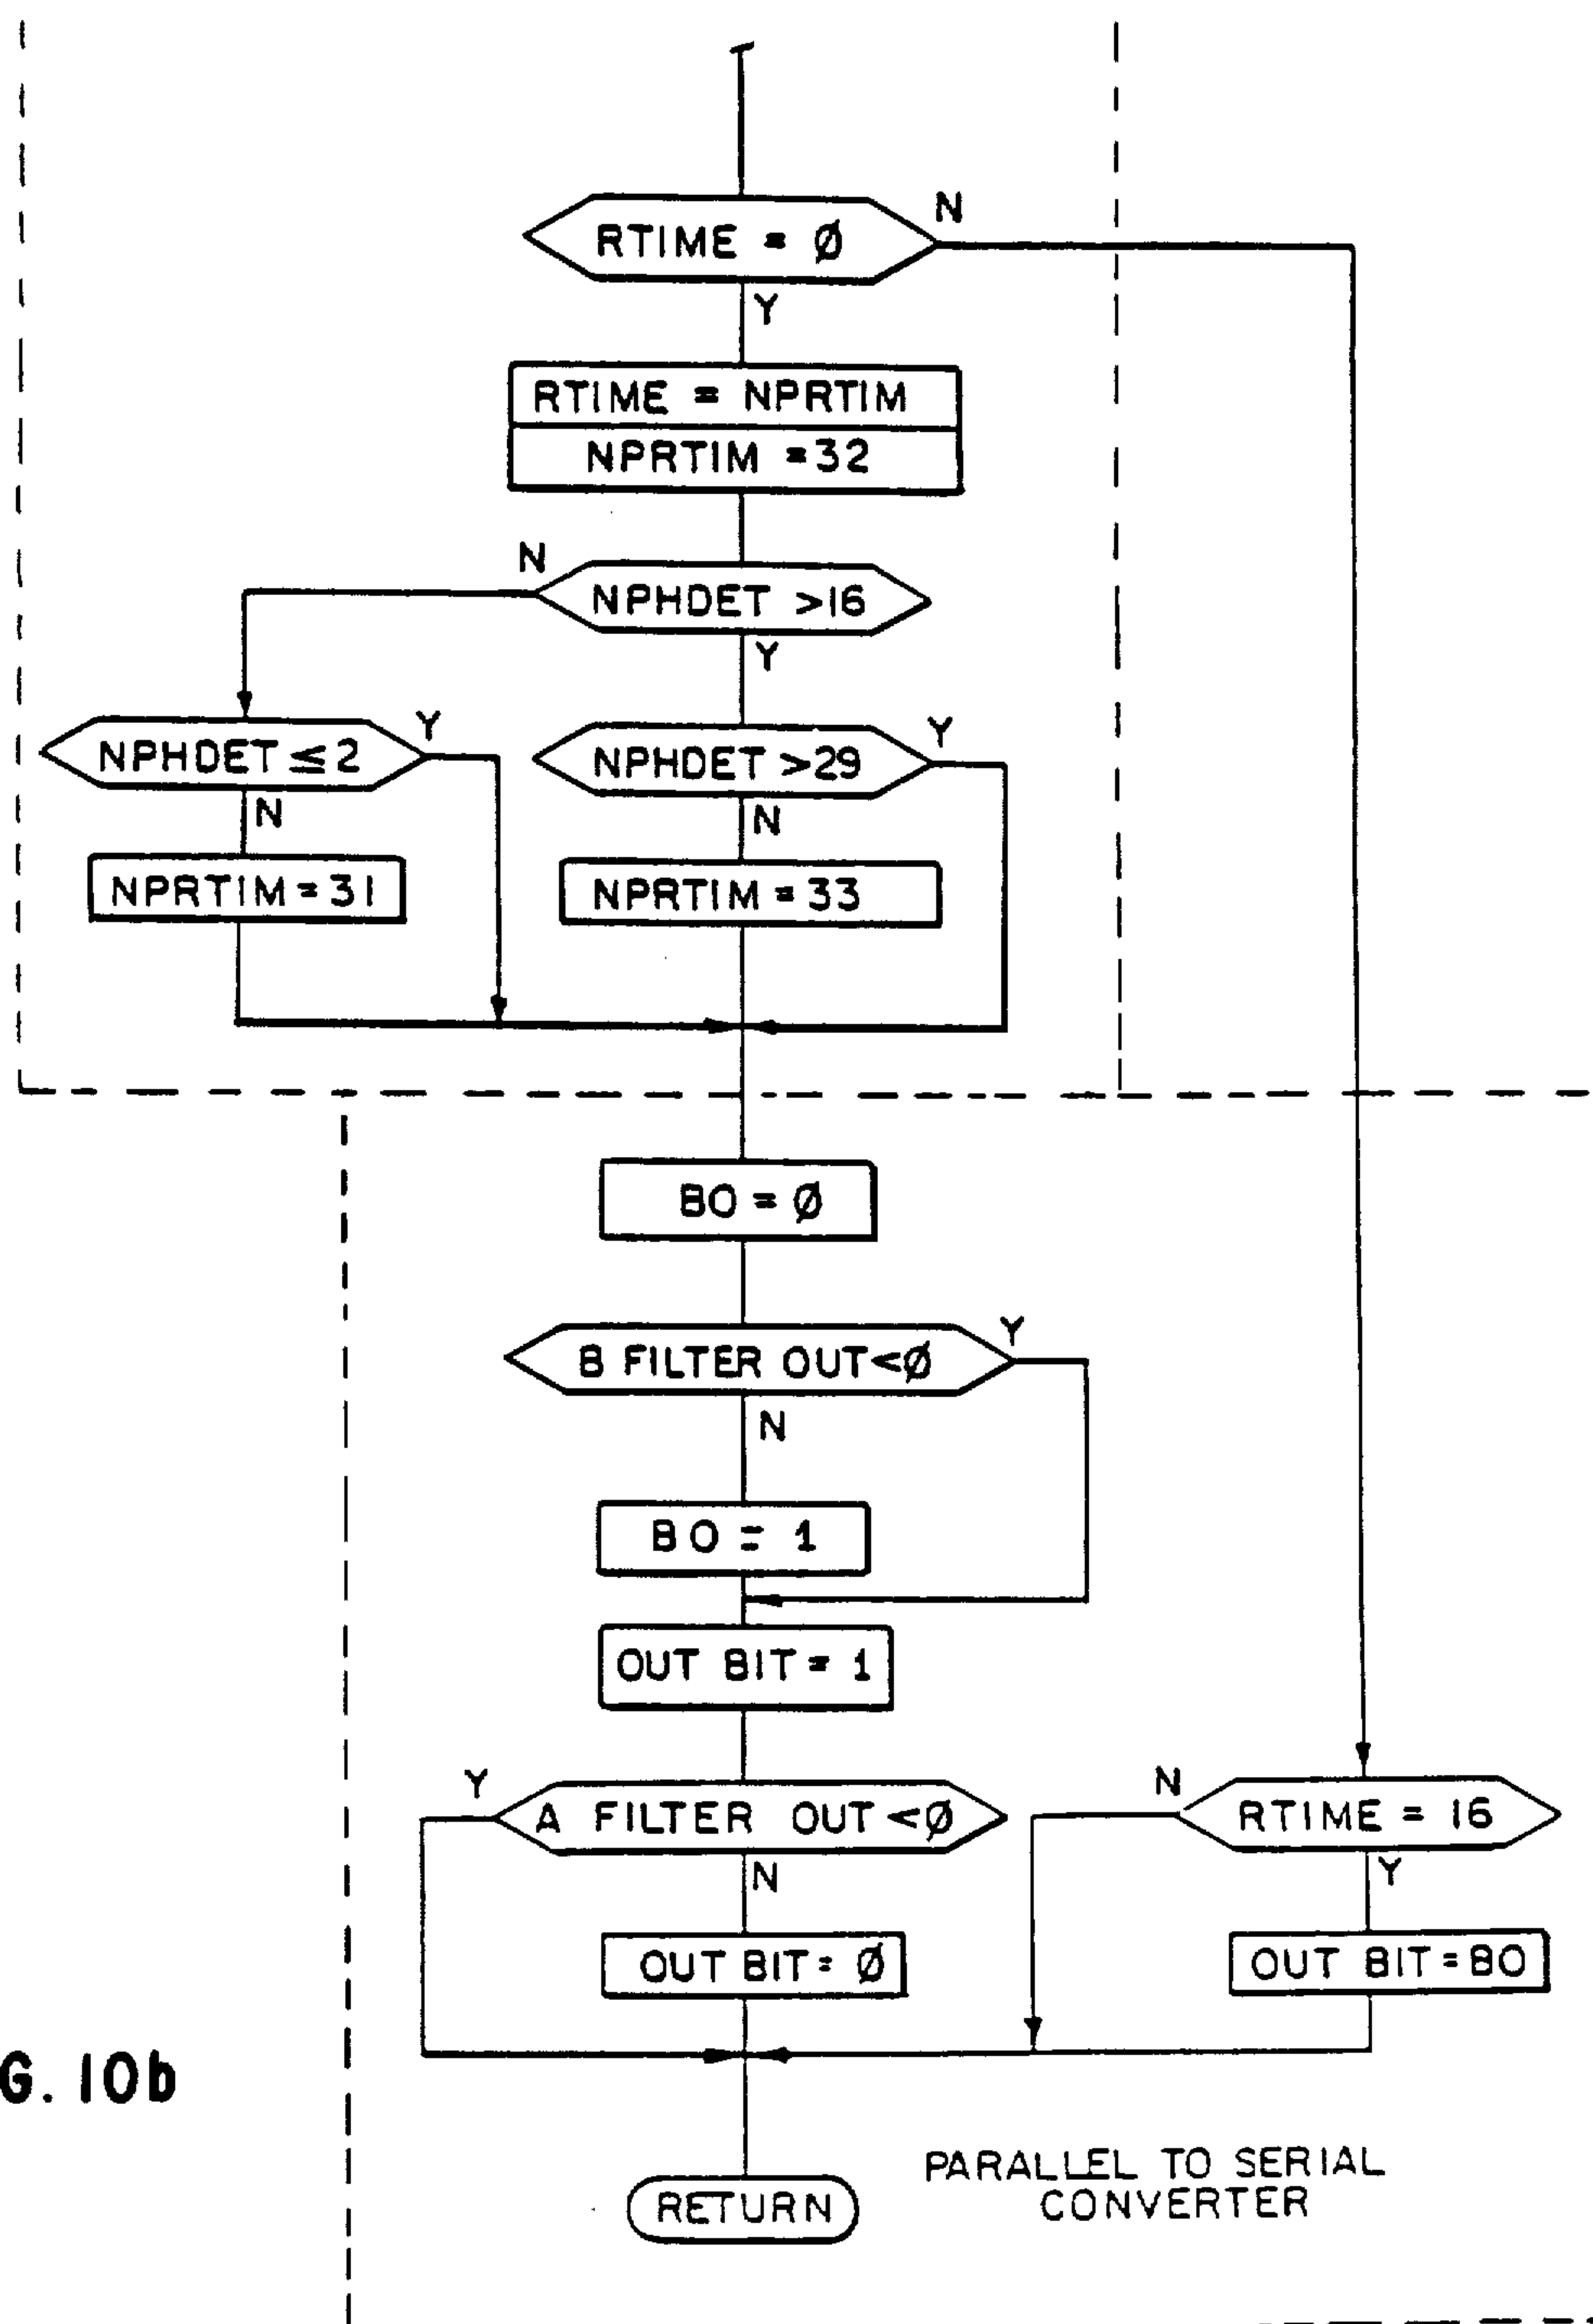 N
RTIME = Ø
Y
RTIME = NPRTIM
NPRTIM =32
N
NPHDET >16
Y
NPHDET ≤ 2
Y
N
NPHDET >29
Y
N
NPRTIM = 31
NPRTIM = 33
BO = Ø
B FILTER OUT<Ø
Y
N
BO = 1
OUT BIT = 1
Y
A FILTER OUT <Ø
N
OUT BIT = Ø
N
RTIME = 16
Y
OUT BIT = BO
G. 10b
RETURN
PARALLEL TO SERIAL
CONVERTER